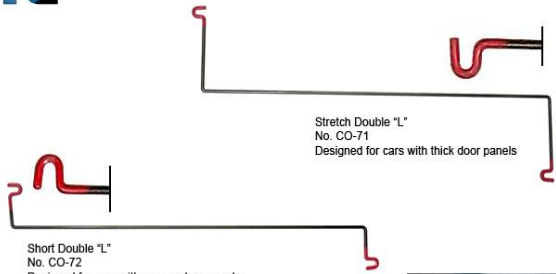 Stretch Double "L"
No. CO-71
Designed for cars with thick door panels
Short Double "L"
No. CO-72